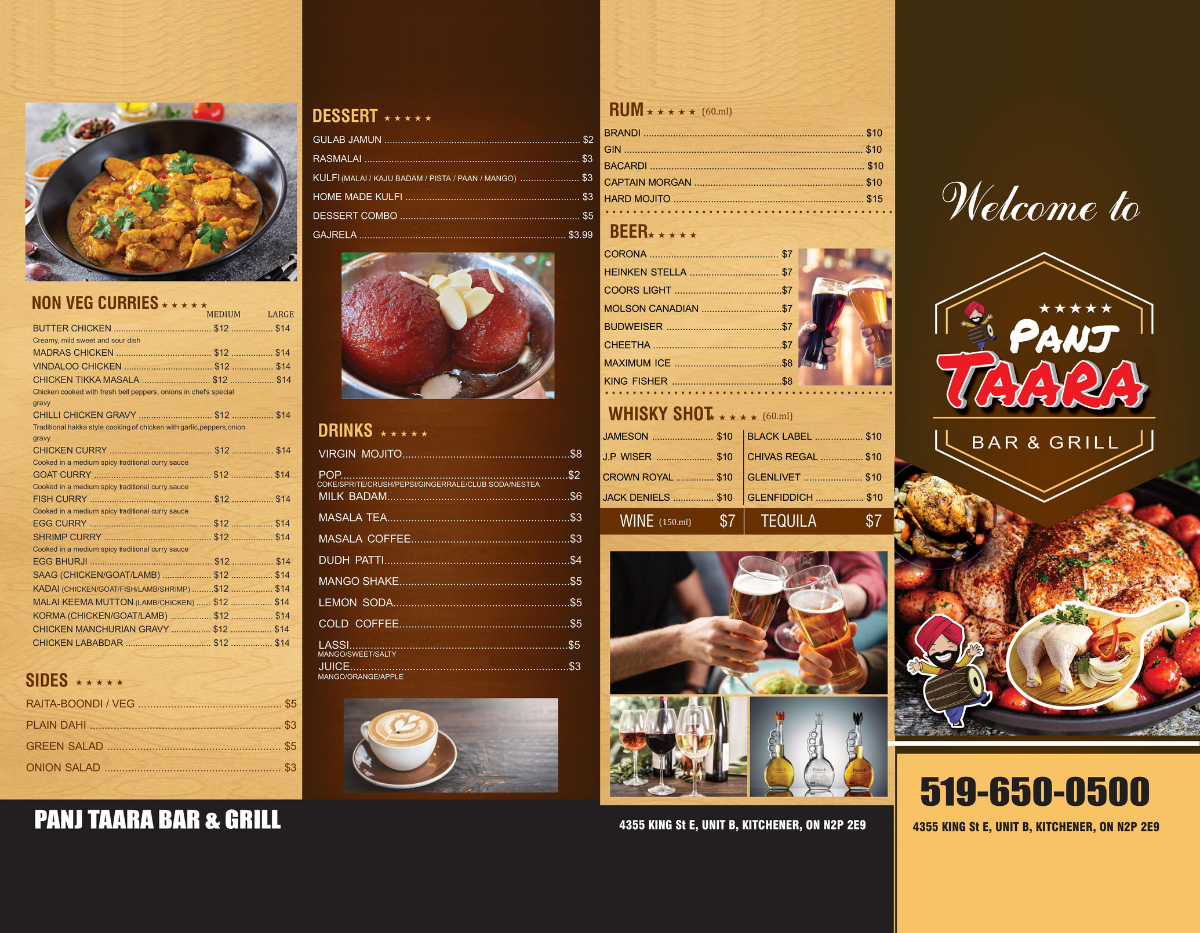 NON VEG CURRIES ★★★★★
MEDIUM LARGE
BUTTER CHICKEN $12 $14
Creamy, mild sweet and sour dish
MADRAS CHICKEN $12 $14
VINDALOO CHICKEN $12 $14
CHICKEN TIKKA MASALA $12 $14
Chicken cooked with fresh bell peppers, onions in chef's special
gravy
CHILLI CHICKEN GRAVY $12 $14
Traditional hakka style cooking of chicken with garlic,peppers,onion
gravy
CHICKEN CURRY $12 $14
Cooked in a medium spicy traditional curry sauce
GOAT CURRY $12 $14
Cooked in a medium spicy traditional curry sauce
FISH CURRY $12 $14
Cooked in a medium spicy traditional curry sauce
EGG CURRY $12 $14
SHRIMP CURRY $12 $14
Cooked in a medium spicy traditional curry sauce
EGG BHURJI $12 $14
SAAG (CHICKEN/GOAT/LAMB) $12 $14
KADAI (CHICKEN/GOAT/FISH/LAMB/SHRIMP) $12 $14
MALAI KEEMA MUTTON (LAMB/CHICKEN) $12 $14
KORMA (CHICKEN/GOAT/LAMB) $12 $14
CHICKEN MANCHURIAN GRAVY $12 $14
CHICKEN LABABDAR $12 $14
SIDES ★★★★★
RAITA-BOONDI / VEG $5
PLAIN DAHI $3
GREEN SALAD $5
ONION SALAD $3
PANJ TAARA BAR & GRILL
DESSERT ★★★★★
GULAB JAMUN $2
RASMALAI $3
KULFI (MALAI / KAJU BADAM / PISTA / PAAN / MANGO) $3
HOME MADE KULFI $3
DESSERT COMBO $5
GAJRELA $3.99
DRINKS ★★★★★
VIRGIN MOJITO $8
POP $2
COKE/SPRITE/CRUSH/PEPSI/GINGERRALE/CLUB SODA/NESTEA
MILK BADAM $6
MASALA TEA $3
MASALA COFFEE $3
DUDH PATTI $4
MANGO SHAKE $5
LEMON SODA $5
COLD COFFEE $5
LASSI $5
MANGO/SWEET/SALTY
JUICE $3
MANGO/ORANGE/APPLE
RUM ★★★★★ (60.ml)
BRANDI $10
GIN $10
BACARDI $10
CAPTAIN MORGAN $10
HARD MOJITO $15
BEER ★★★★★
CORONA $7
HEINKEN STELLA $7
COORS LIGHT $7
MOLSON CANADIAN $7
BUDWEISER $7
CHEETHA $7
MAXIMUM ICE $8
KING FISHER $8
WHISKY SHOT ★★★★★ (60.ml)
JAMESON $10 BLACK LABEL $10
J.P WISER $10 CHIVAS REGAL $10
CROWN ROYAL $10 GLENLIVET $10
JACK DENIELS $10 GLENFIDDICH $10
WINE (150.ml) $7 TEQUILA $7
4355 KING St E, UNIT B, KITCHENER, ON N2P 2E9
Welcome to
★★★★★
PANJ
TAARA
BAR & GRILL
519-650-0500
4355 KING St E, UNIT B, KITCHENER, ON N2P 2E9